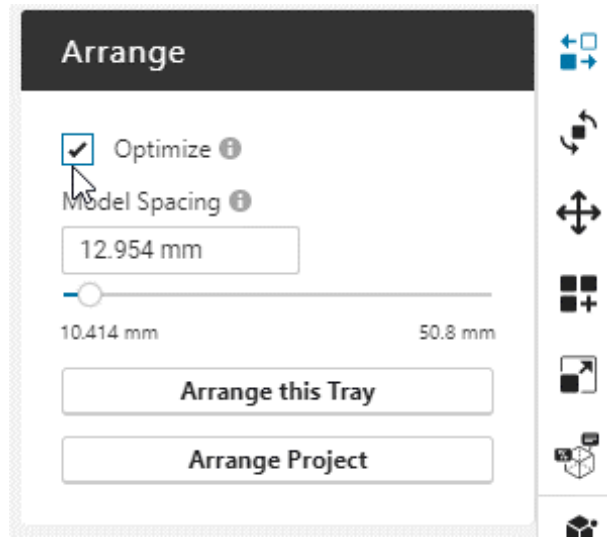 Arrange
Optimize
Model Spacing
12.954 mm
10.414 mm 50.8 mm
Arrange this Tray
Arrange Project